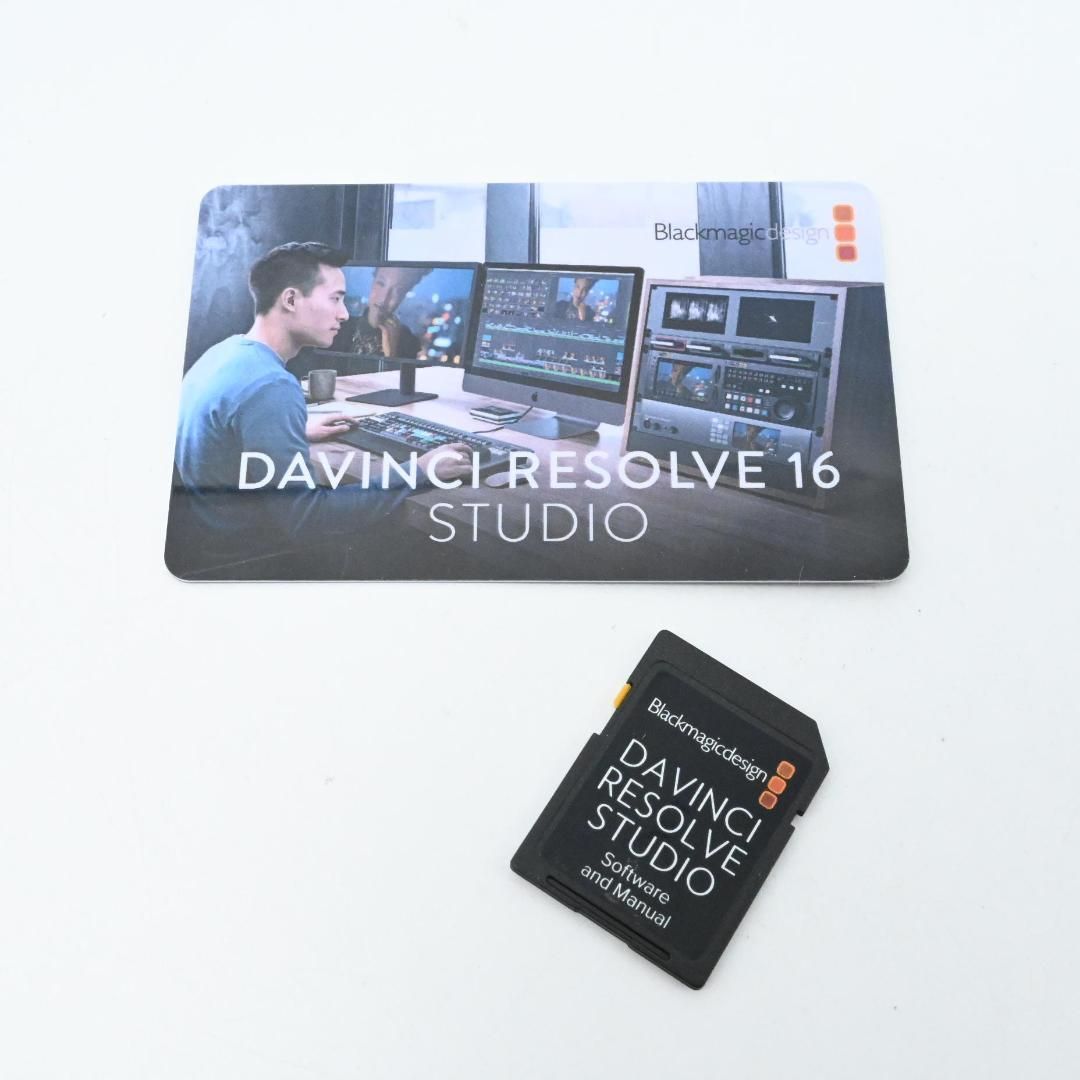 Blackmagicdesign
DAVINCI RESOLVE 16
STUDIO
Blackmagicdesign
DAVINCI
RESOLVE
STUDIO
Software
and Manual